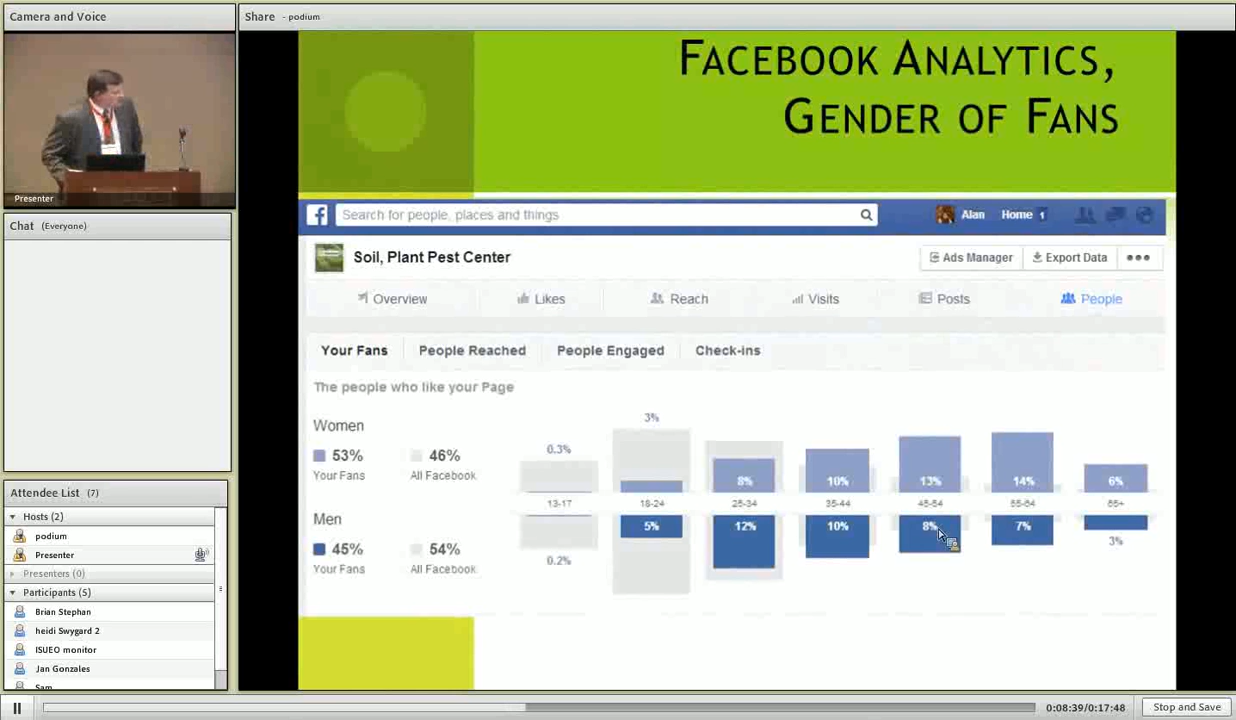 Camera and Voice
Presenter
Chat (Everyone)
Attendee List (7)
Hosts (2)
podium
Presenter
Presenters (0)
Participants (5)
Brian Stephan
heidi Swygard 2
ISUEO monitor
Jan Gonzales
Sam
Share - podium
FACEBOOK ANALYTICS,
GENDER OF FANS
Search for people, places and things
Alan Home 1
Soil, Plant Pest Center
Ads Manager Export Data
Overview Likes Reach Visits Posts People
Your Fans People Reached People Engaged Check-ins
The people who like your Page
Women
53% 46%
Your Fans All Facebook
0.3% 3% 8% 10% 13% 14% 6%
13-17 18-24 25-34 35-44 45-54 55-64 65+
Men
45% 54%
Your Fans All Facebook
0.2% 5% 12% 10% 8% 7% 3%
0:08:39/0:17:48 Stop and Save